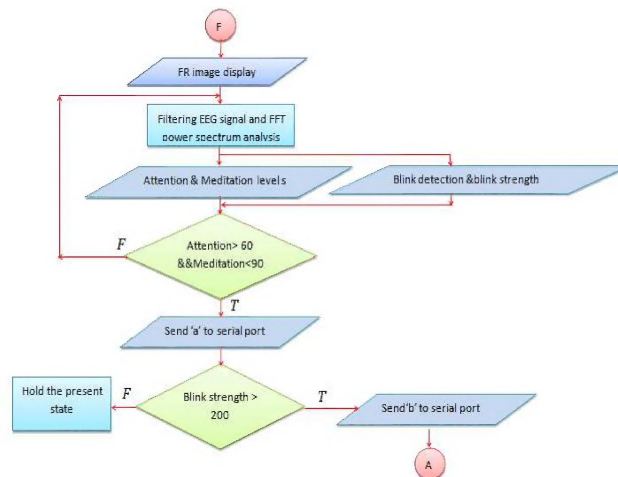 F
FR image display
Filtering EEG signal and FFT
power spectrum analysis
Attention & Meditation levels
Blink detection &blink strength
Attention> 60
&&Meditation<90
F
T
Send 'a' to serial port
Blink strength >
200
F
T
Hold the present
state
Send'b' to serial port
A